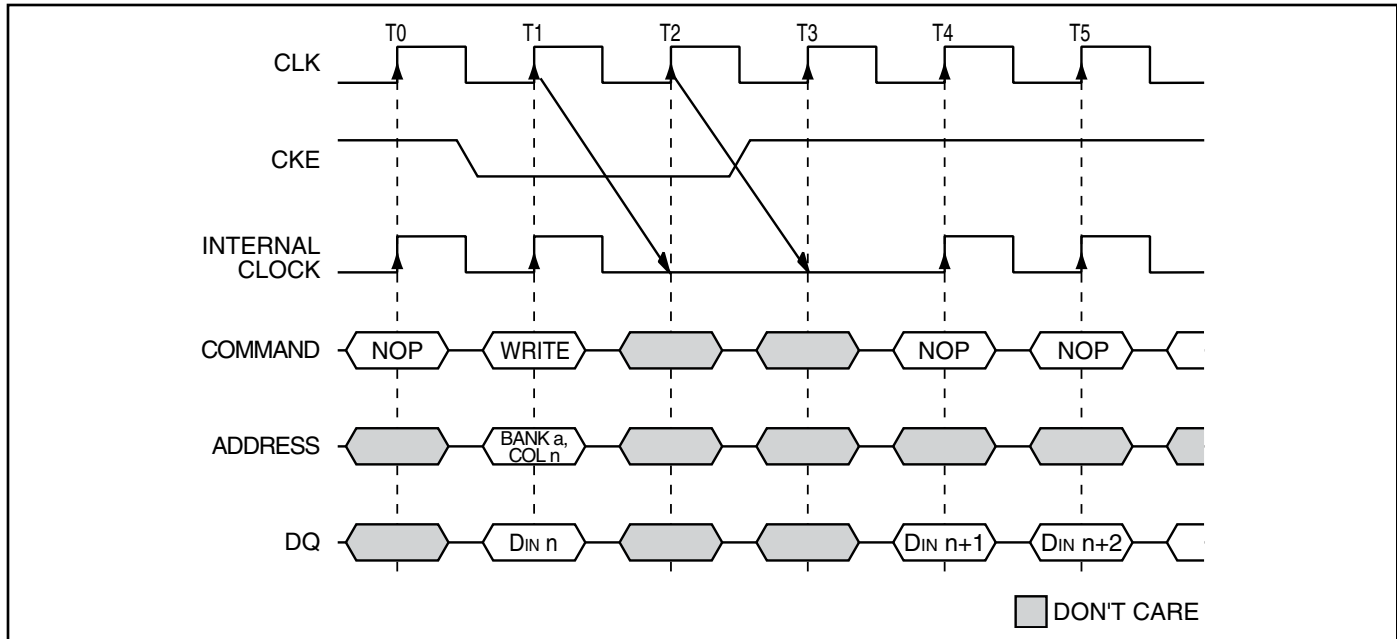 T0 T1 T2 T3 T4 T5
CLK
CKE
INTERNAL
CLOCK
COMMAND NOP WRITE NOP NOP
ADDRESS BANK a,
COL n
DQ DIN n DIN n+1 DIN n+2
DON'T CARE